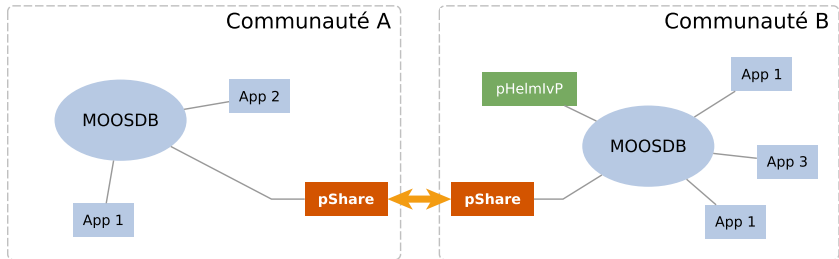 Communauté A
MOOSDB
App 2
pShare
App 1
Communauté B
pHelmIvP
App 1
MOOSDB
App 3
pShare
App 1